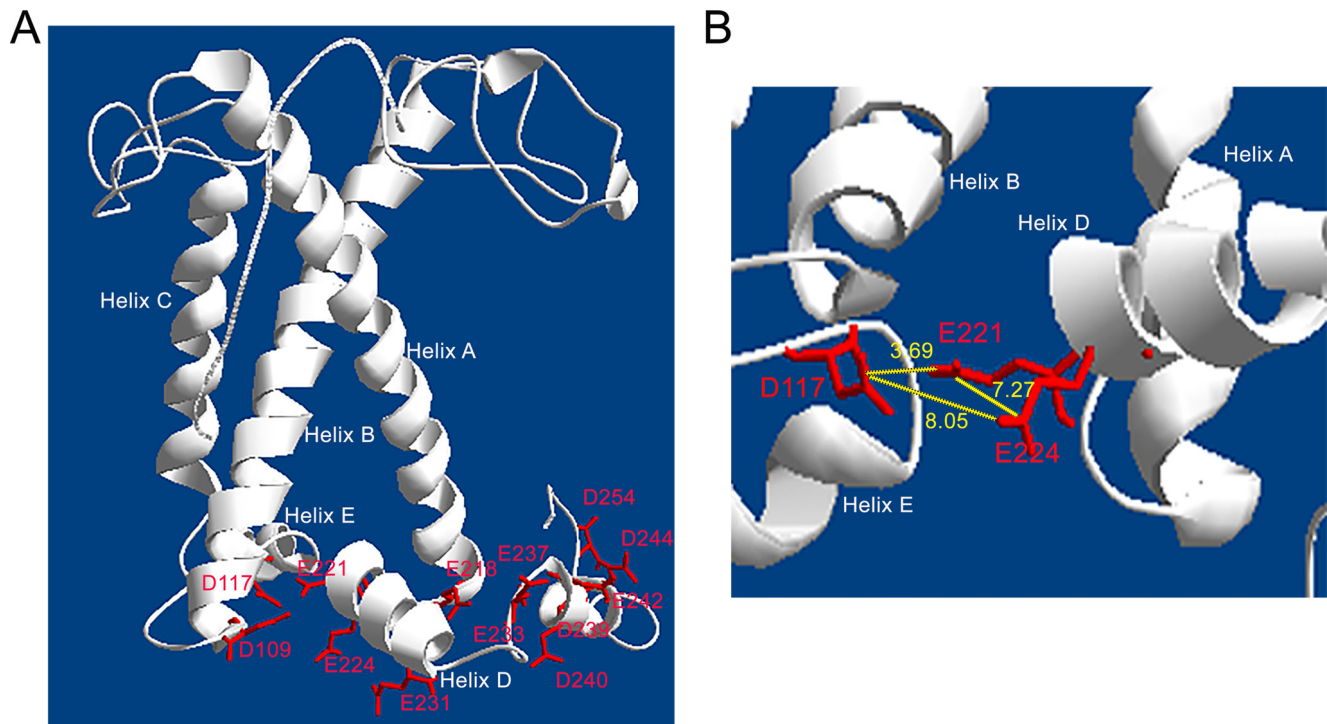 A
B
Helix C
Helix A
Helix B
Helix E
D117
E221
E218
E237
D254
D244
E242
D109
E224
E233
D239
D240
Helix D
E231
Helix A
Helix B
Helix D
E221
3.69
D117
7.27
8.05
E224
Helix E